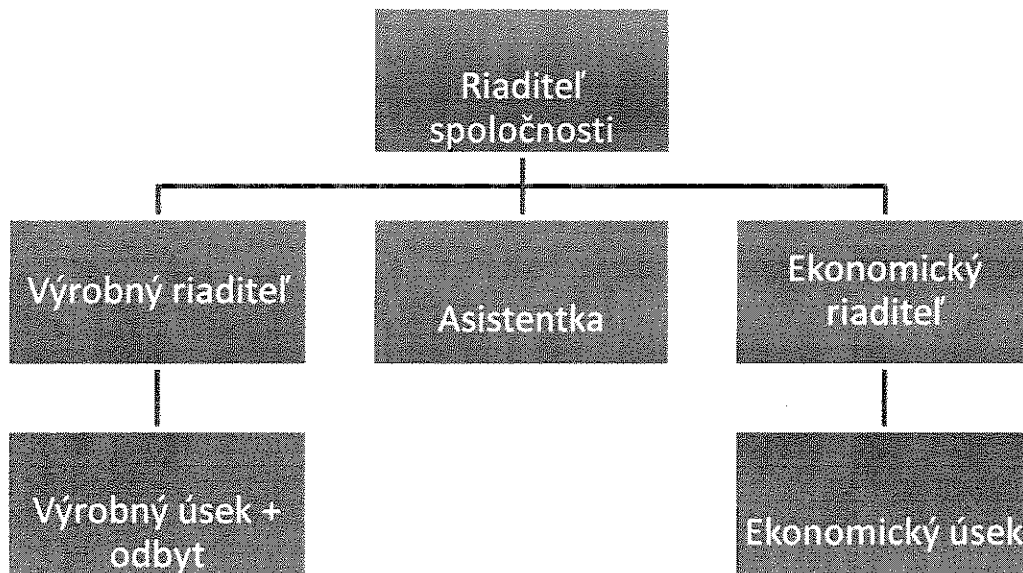 Riaditeľ
spoločnosti
Výrobný riaditeľ
Asistentka
Ekonomický
riaditeľ
Výrobný úsek +
odbyt
Ekonomický úsek